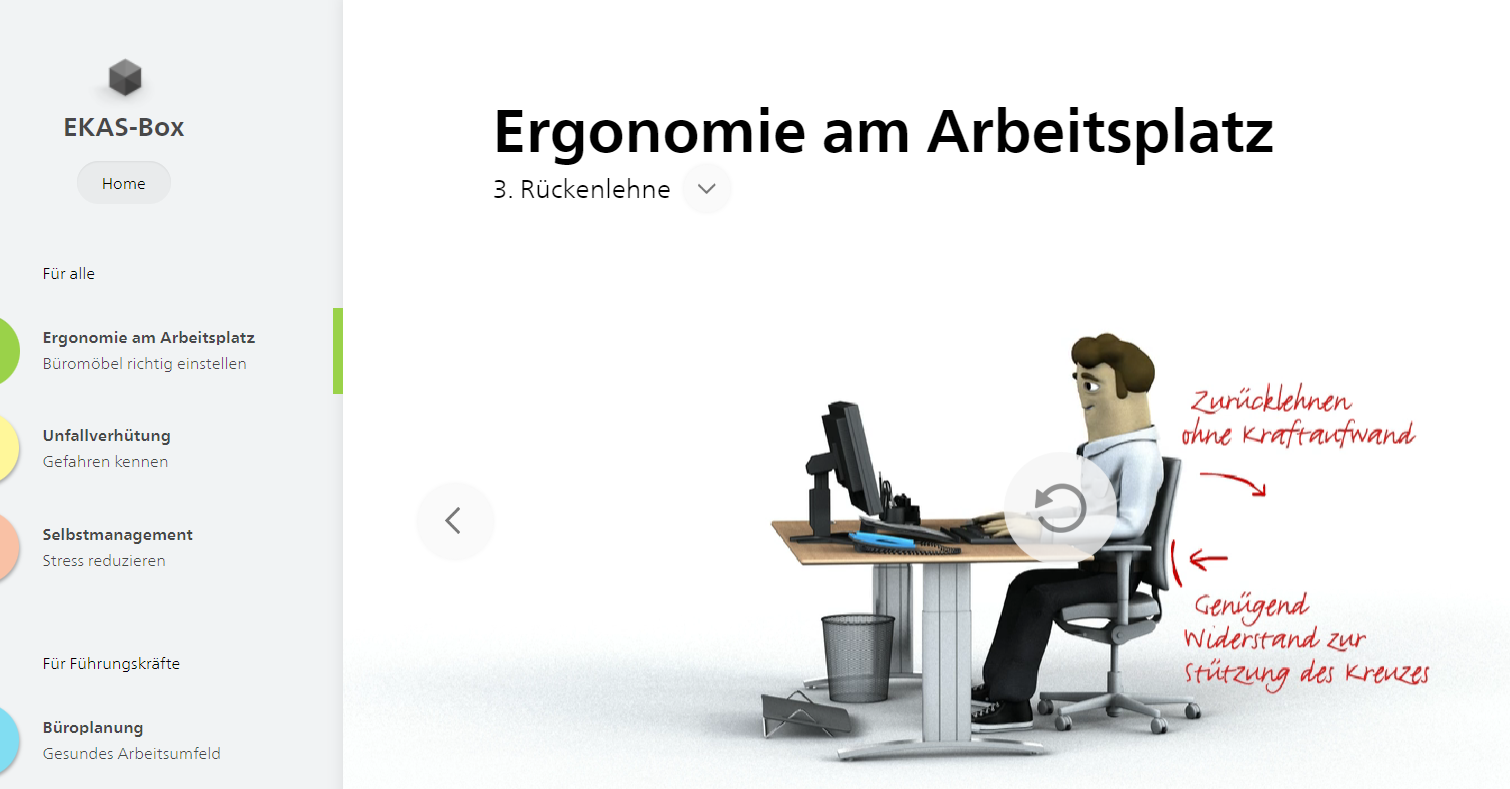 EKAS-Box
Home
Für alle
Ergonomie am Arbeitsplatz
Büromöbel richtig einstellen
Unfallverhütung
Gefahren kennen
Selbstmanagement
Stress reduzieren
Für Führungskräfte
Büroplanung
Gesundes Arbeitsumfeld
Ergonomie am Arbeitsplatz
3. Rückenlehne
Zurücklehnen
ohne Kraftaufwand
Genügend
Widerstand zur
Stützung des Kreuzes